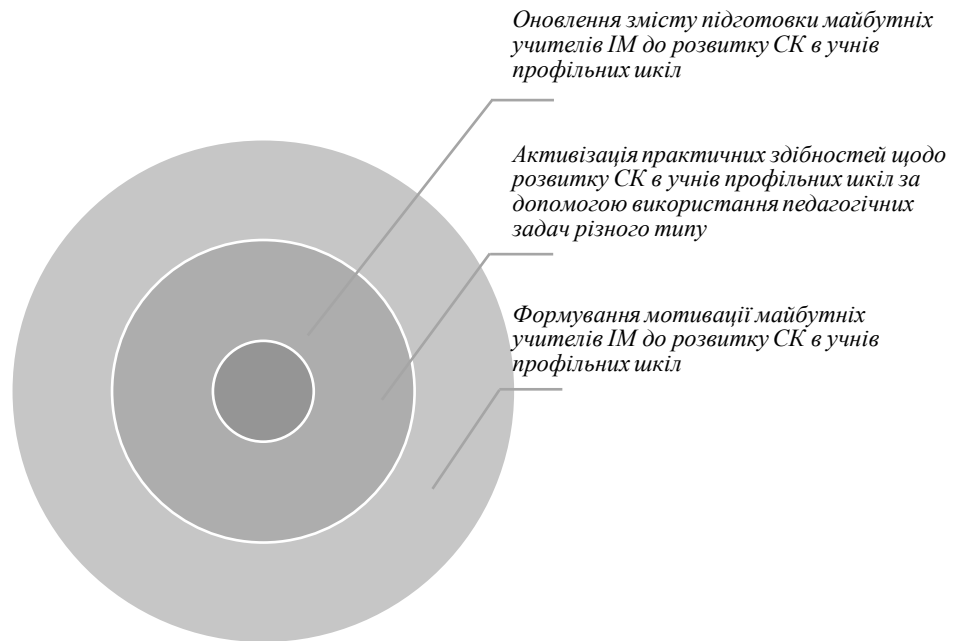 Оновлення змісту підготовки майбутніх
учителів ІМ до розвитку СК в учнів
профільних шкіл
Активізація практичних здібностей щодо
розвитку СК в учнів профільних шкіл за
допомогою використання педагогічних
задач різного типу
Формування мотивації майбутніх
учителів ІМ до розвитку СК в учнів
профільних шкіл